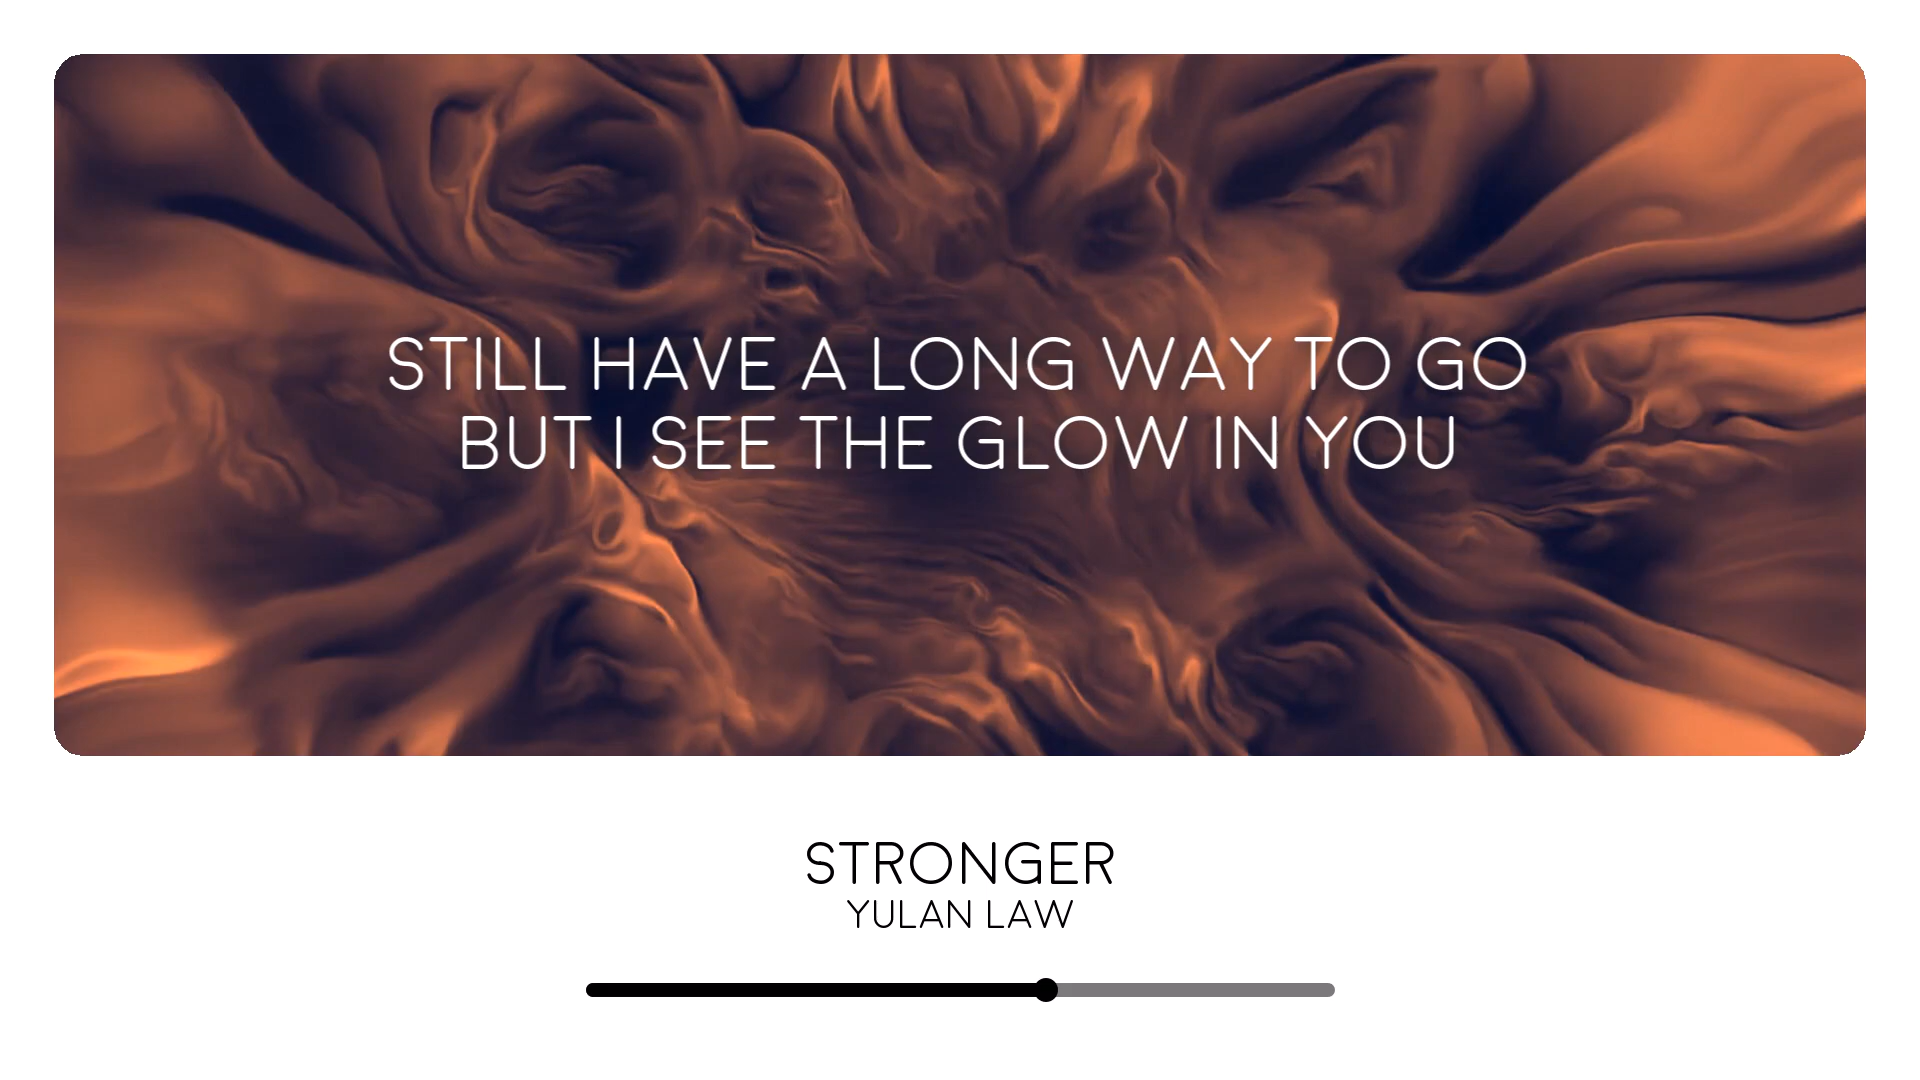 STILL HAVE A LONG WAY TO GO
BUT I SEE THE GLOW IN YOU
STRONGER
YULAN LAW